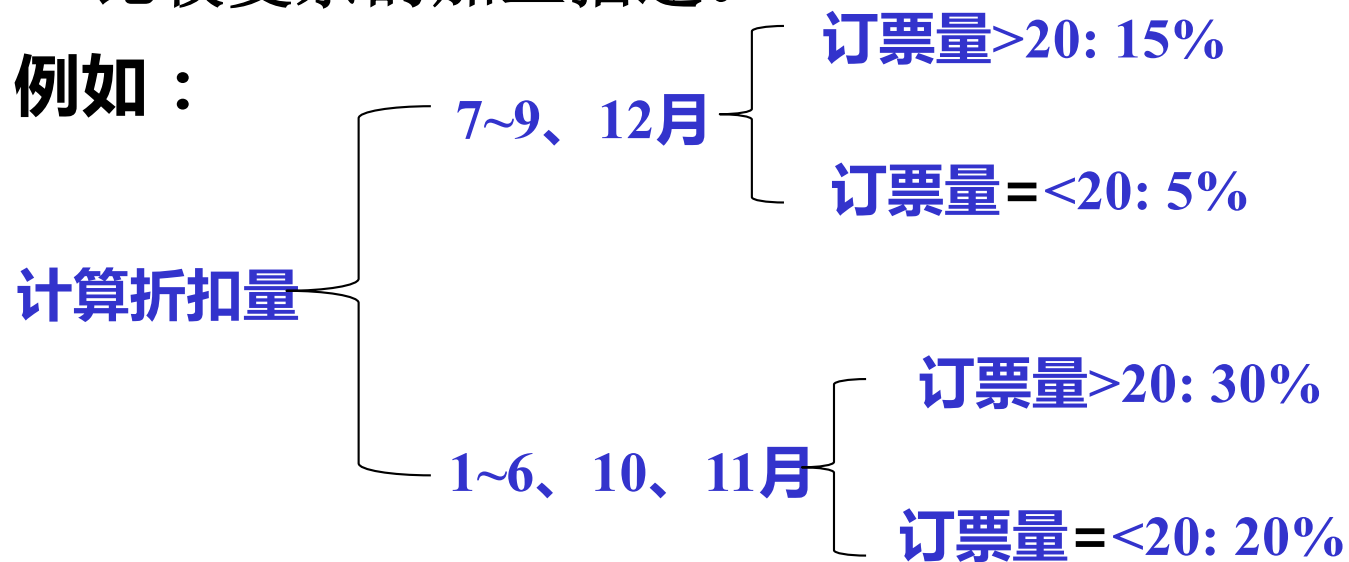 订票量>20: 15%
例如：
7~9、12月
订票量=<20: 5%
计算折扣量
订票量>20: 30%
1~6、10、11月
订票量=<20: 20%